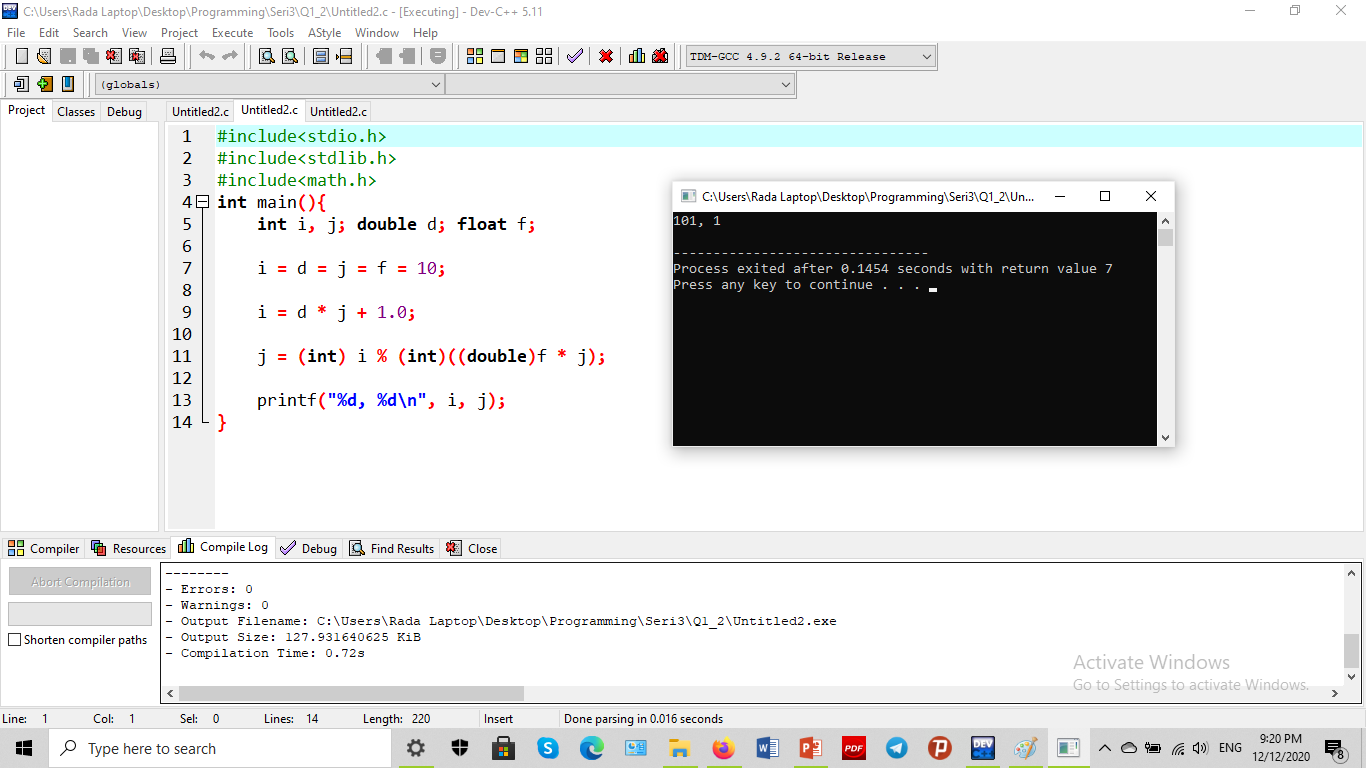 C:\Users\Rada Laptop\Desktop\Programming\Seri3\Q1_2\Untitled2.c - [Executing] - Dev-C++ 5.11
File Edit Search View Project Execute Tools AStyle Window Help
TDM-GCC 4.9.2 64-bit Release
(globals)
Project Classes Debug Untitled2.c Untitled2.c Untitled2.c
1 #include<stdio.h>
2 #include<stdlib.h>
3 #include<math.h>
4 int main(){
5 int i, j; double d; float f;
6
7 i = d = j = f = 10;
8
9 i = d * j + 1.0;
10
11 j = (int) i % (int)((double)f * j);
12
13 printf("%d, %d\n", i, j);
14 }
C:\Users\Rada Laptop\Desktop\Programming\Seri3\Q1_2\Un...
101, 1
--------------------------------
Process exited after 0.1454 seconds with return value 7
Press any key to continue . . .
Compiler Resources Compile Log Debug Find Results Close
Abort Compilation
Shorten compiler paths
--------
- Errors: 0
- Warnings: 0
- Output Filename: C:\Users\Rada Laptop\Desktop\Programming\Seri3\Q1_2\Untitled2.exe
- Output Size: 127.931640625 KiB
- Compilation Time: 0.72s
Activate Windows
Go to Settings to activate Windows.
Line: 1 Col: 1 Sel: 0 Lines: 14 Length: 220 Insert Done parsing in 0.016 seconds
Type here to search
PDF
DEV
ENG
9:20 PM
12/12/2020
8